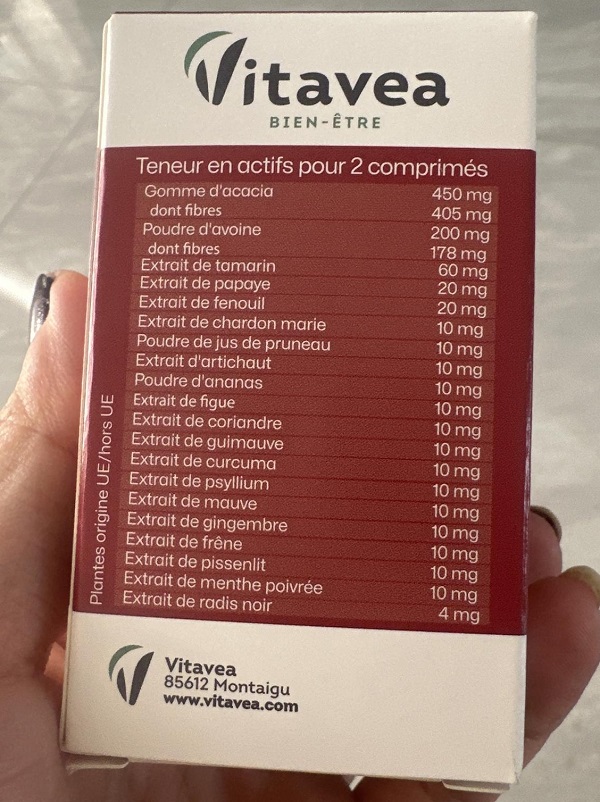 Vitavea
BIEN-ÊTRE
Teneur en actifs pour 2 comprimés
Gomme d'acacia 450 mg
dont fibres 405 mg
Poudre d'avoine 200 mg
dont fibres 178 mg
Extrait de tamarin 60 mg
Extrait de papaye 20 mg
Extrait de fenouil 20 mg
Extrait de chardon marie 10 mg
Poudre de jus de pruneau 10 mg
Extrait d'artichaut 10 mg
Poudre d'ananas 10 mg
Extrait de figue 10 mg
Extrait de coriandre 10 mg
Extrait de guimauve 10 mg
Extrait de curcuma 10 mg
Extrait de psyllium 10 mg
Extrait de mauve 10 mg
Extrait de gingembre 10 mg
Extrait de frêne 10 mg
Extrait de pissenlit 10 mg
Extrait de menthe poivrée 10 mg
Extrait de radis noir 4 mg
Plantes origine UE/hors UE
Vitavea
85612 Montaigu
www.vitavea.com